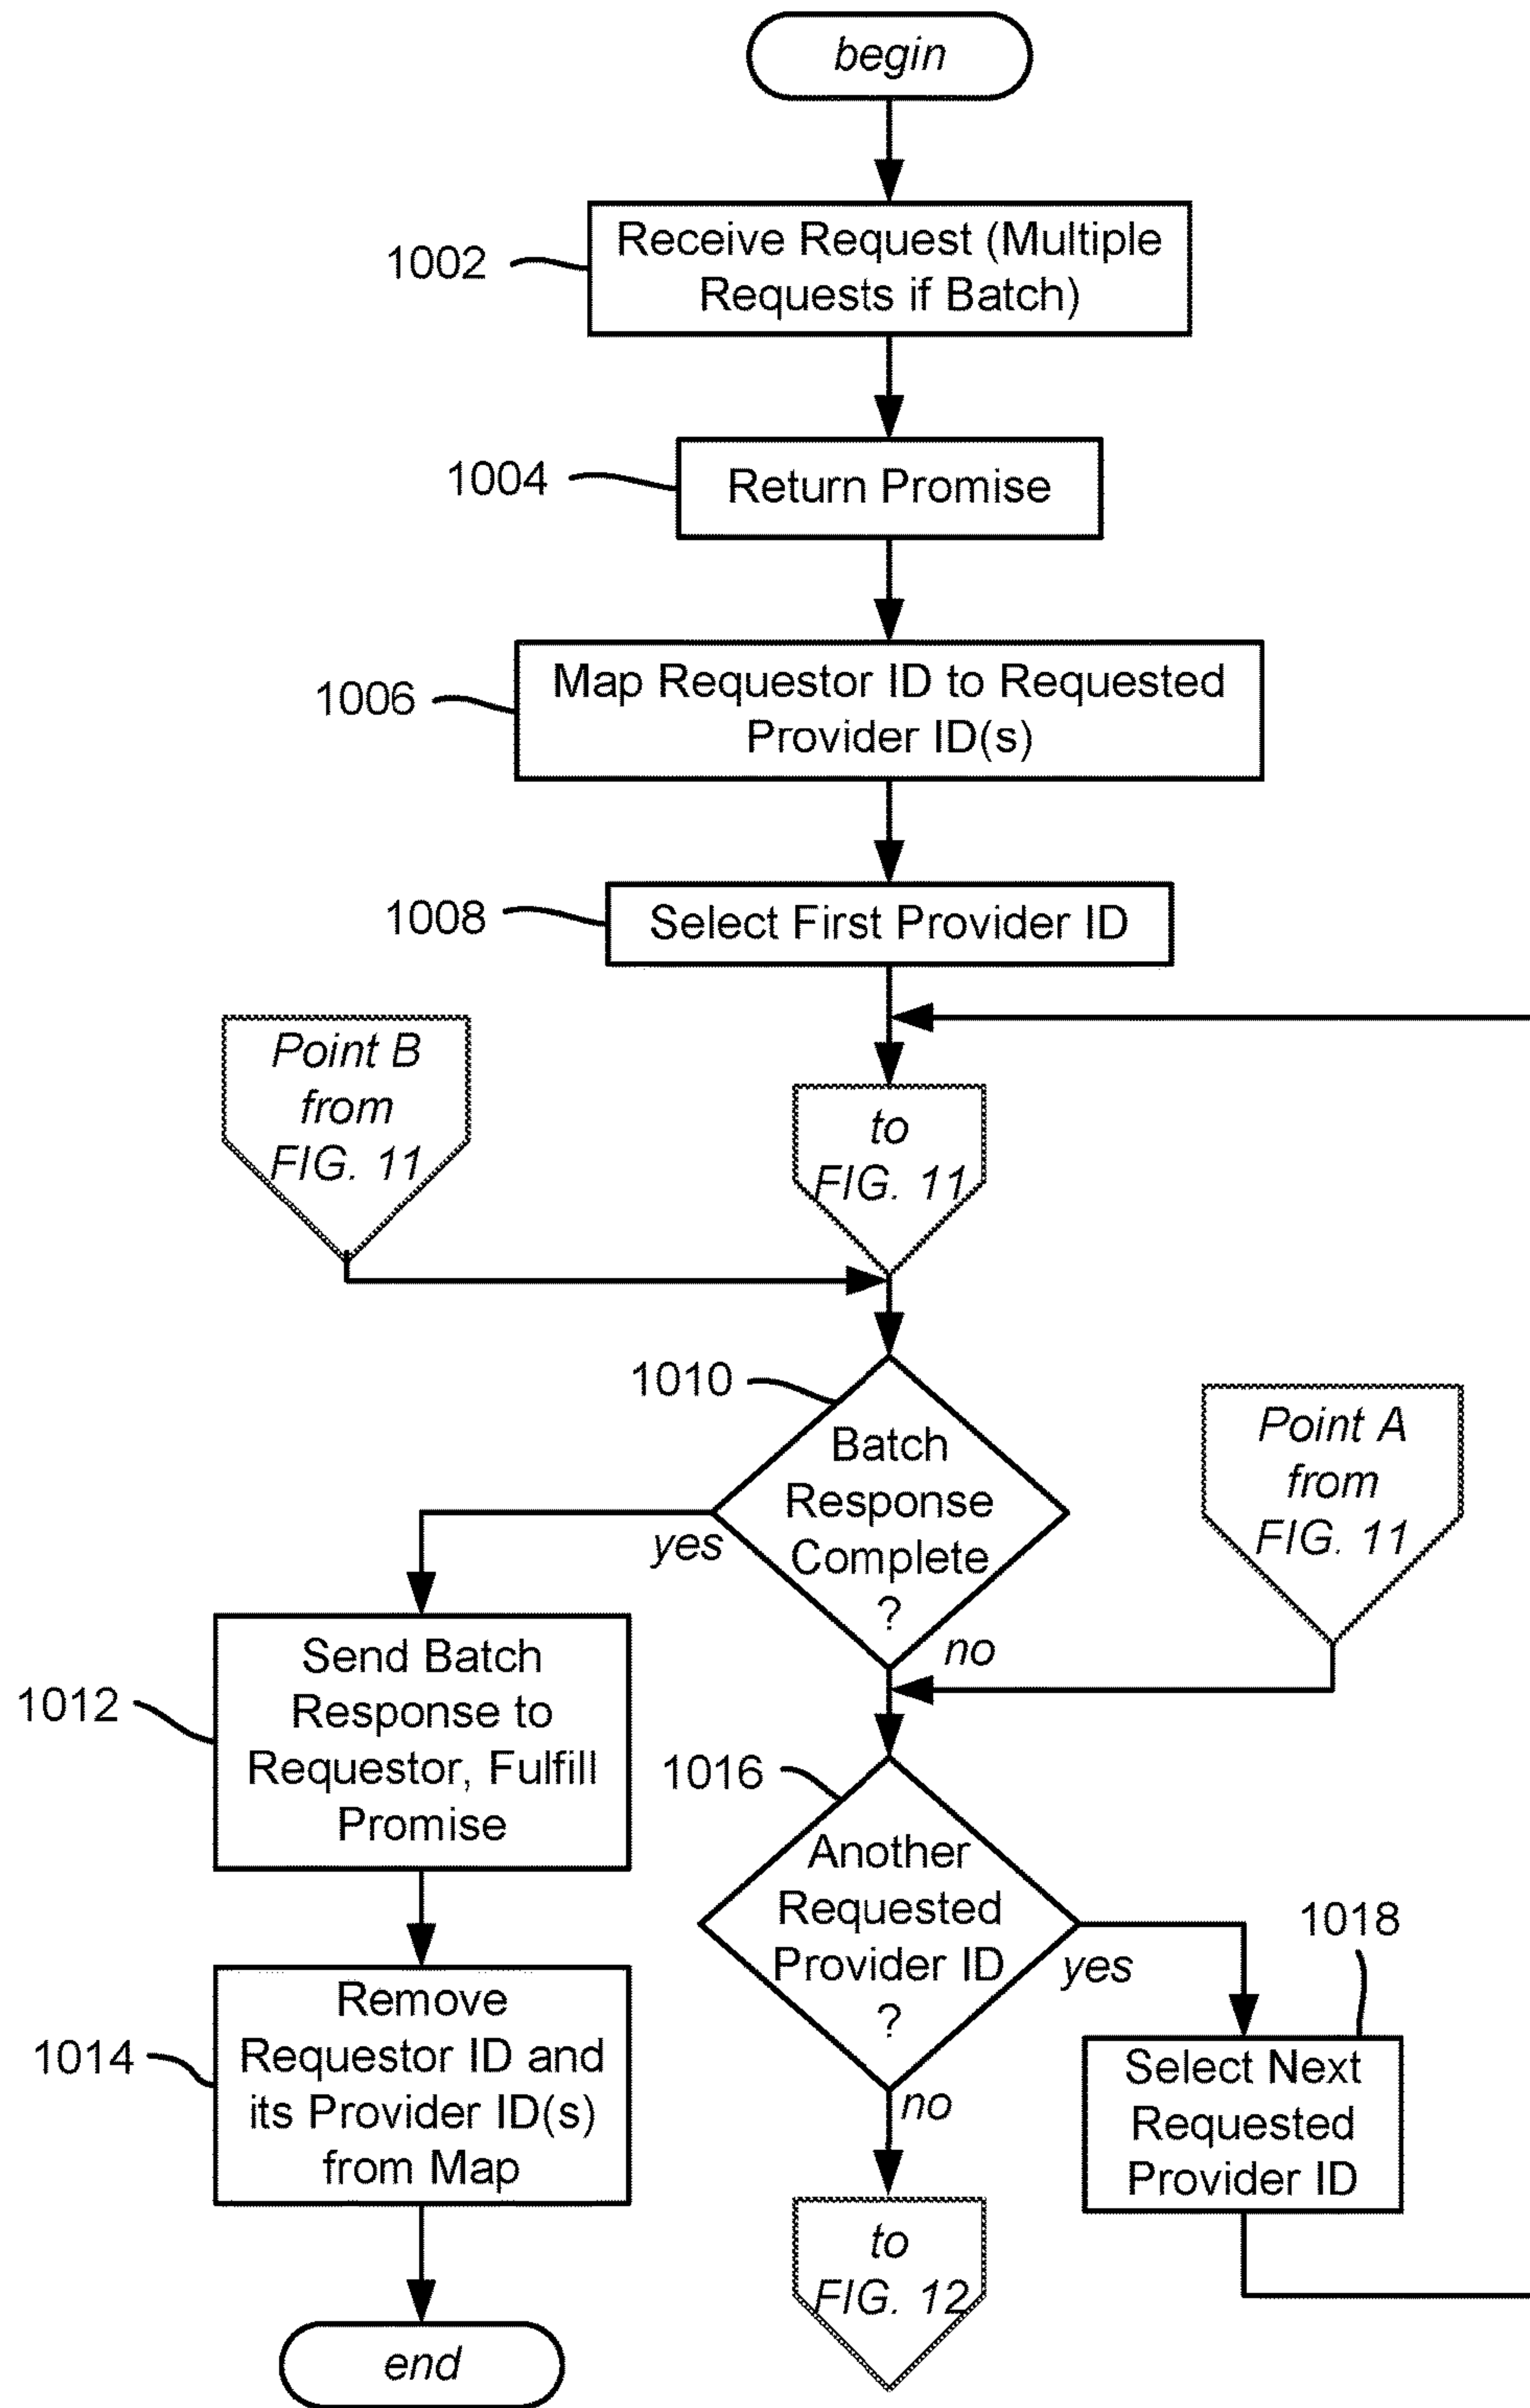 begin
1002
Receive Request (Multiple
Requests if Batch)
1004
Return Promise
1006
Map Requestor ID to Requested
Provider ID(s)
1008
Select First Provider ID
Point B
from
FIG. 11
to
FIG. 11
1010
Batch
Response
Complete
?
yes
no
Point A
from
FIG. 11
1012
Send Batch
Response to
Requestor, Fulfill
Promise
1014
Remove
Requestor ID and
its Provider ID(s)
from Map
end
1016
Another
Requested
Provider ID
?
yes
no
1018
Select Next
Requested
Provider ID
to
FIG. 12